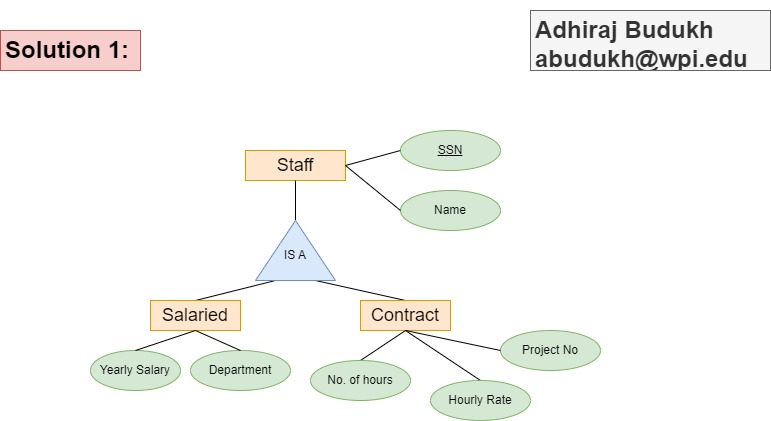 Adhiraj Budukh
Solution 1:
abudukh@wpi.edu
SSN
Staff
Name
IS A
Salaried
Contract
Project No
Yearly Salary
Department
No. of hours
Hourly Rate